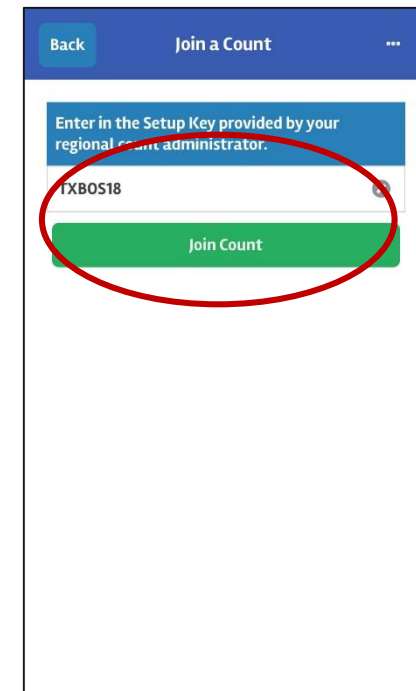 Back
Join a Count
...
Enter in the Setup Key provided by your
regional count administrator.
TXBOS18
Join Count